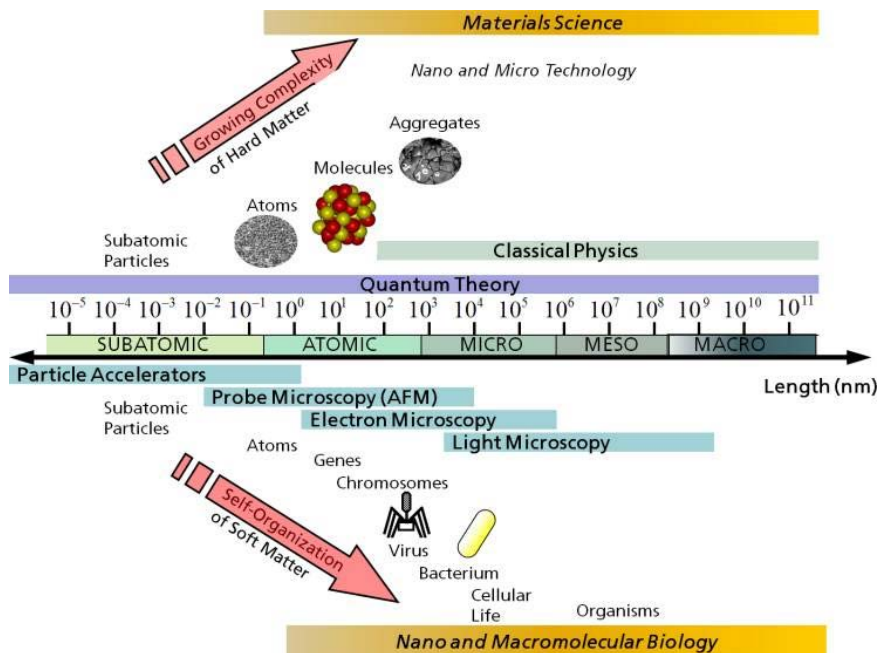 Materials Science
Nano and Micro Technology
Growing Complexity
of Hard Matter
Aggregates
Molecules
Atoms
Subatomic
Particles
Classical Physics
Quantum Theory
10⁻⁵ 10⁻⁴ 10⁻³ 10⁻² 10⁻¹ 10⁰ 10¹ 10² 10³ 10⁴ 10⁵ 10⁶ 10⁷ 10⁸ 10⁹ 10¹⁰ 10¹¹
SUBATOMIC ATOMIC MICRO MESO MACRO
Length (nm)
Particle Accelerators
Probe Microscopy (AFM)
Electron Microscopy
Light Microscopy
Subatomic
Particles
Atoms
Genes
Chromosomes
Virus
Bacterium
Cellular
Life
Organisms
Self-Organization
of Soft Matter
Nano and Macromolecular Biology